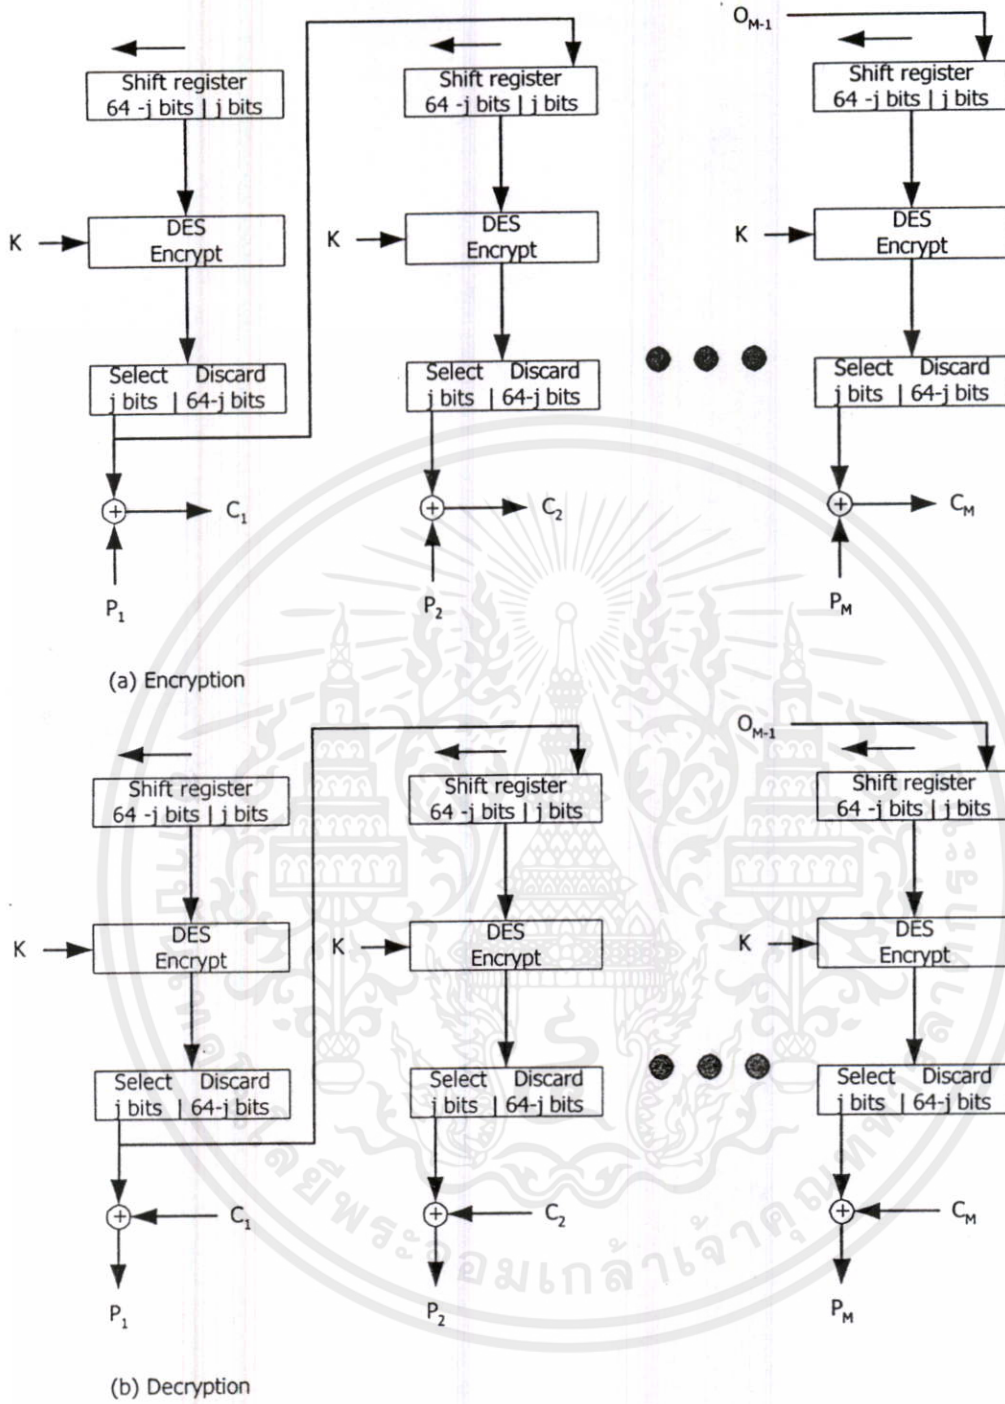 O_{M-1}
Shift register
64 -j bits | j bits
Shift register
64 -j bits | j bits
Shift register
64 -j bits | j bits
K
DES
Encrypt
K
DES
Encrypt
K
DES
Encrypt
Select Discard
j bits | 64-j bits
Select Discard
j bits | 64-j bits
Select Discard
j bits | 64-j bits
+
C_1
+
C_2
+
C_M
P_1
P_2
P_M
(a) Encryption
O_{M-1}
Shift register
64 -j bits | j bits
Shift register
64 -j bits | j bits
Shift register
64 -j bits | j bits
K
DES
Encrypt
K
DES
Encrypt
K
DES
Encrypt
Select Discard
j bits | 64-j bits
Select Discard
j bits | 64-j bits
Select Discard
j bits | 64-j bits
+
C_1
+
C_2
+
C_M
P_1
P_2
P_M
(b) Decryption